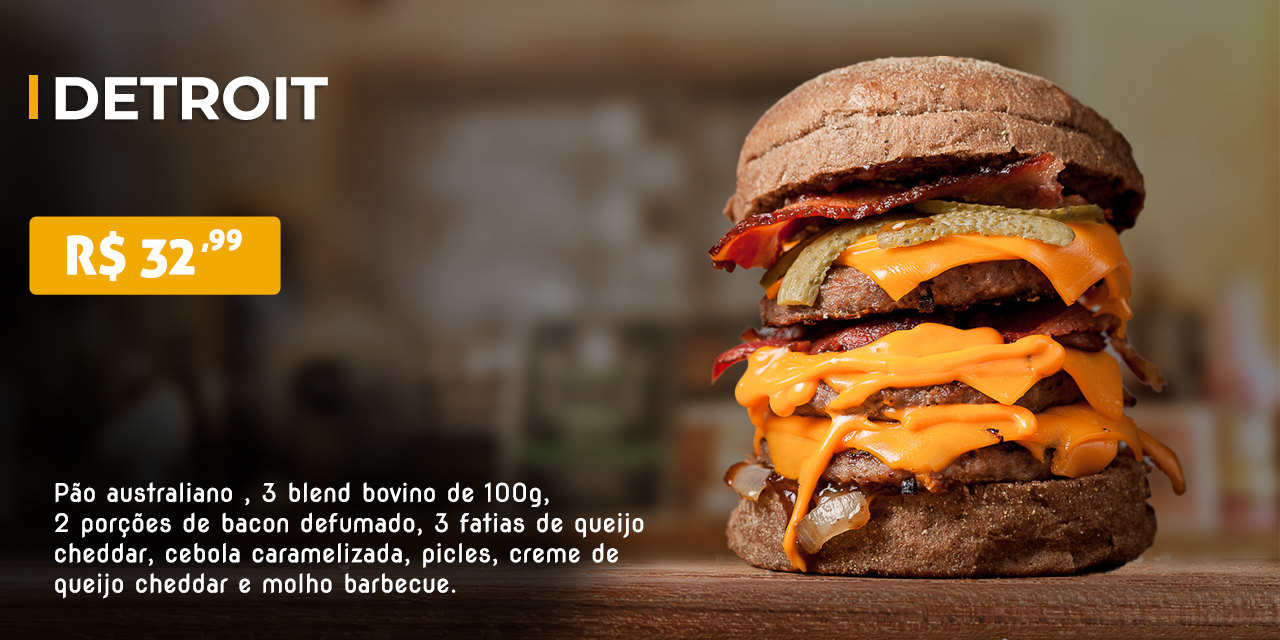 DETROIT
R$ 32,99
Pão australiano , 3 blend bovino de 100g,
2 porções de bacon defumado, 3 fatias de queijo
cheddar, cebola caramelizada, picles, creme de
queijo cheddar e molho barbecue.